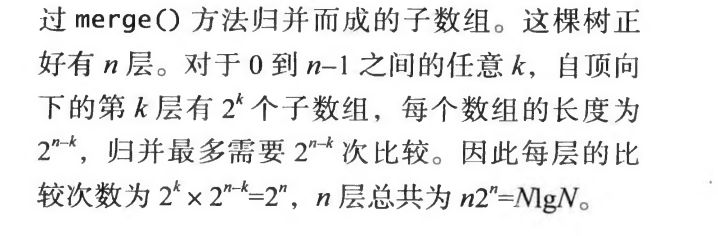 过 merge() 方法归并而成的子数组。这棵树正
好有 n 层。对于 0 到 n–1 之间的任意 k，自顶向
下的第 k 层有 2^k 个子数组，每个数组的长度为
2^{n–k}，归并最多需要 2^{n–k} 次比较。因此每层的比
较次数为 2^k × 2^{n–k}=2^n，n 层总共为 n2^n=NlgN。